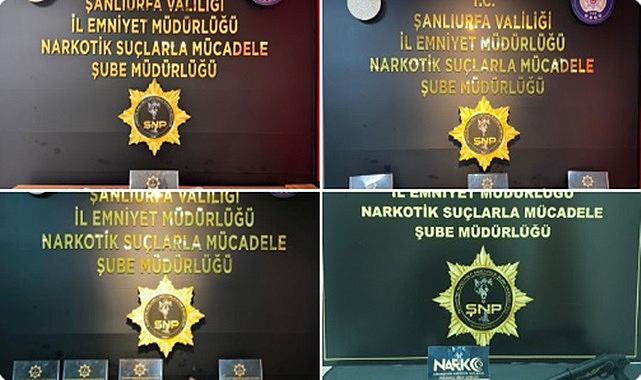 ŞANLIURFA VALİLİĞİ
İL EMNİYET MÜDÜRLÜĞÜ
NARKOTİK SUÇLARLA MÜCADELE
ŞUBE MÜDÜRLÜĞÜ
ŞNP
T.C.
ŞANLIURFA VALİLİĞİ
İL EMNİYET MÜDÜRLÜĞÜ
NARKOTİK SUÇLARLA MÜCADELE
ŞUBE MÜDÜRLÜĞÜ
ŞNP
ŞANLIURFA VALİLİĞİ
İL EMNİYET MÜDÜRLÜĞÜ
NARKOTİK SUÇLARLA MÜCADELE
ŞUBE MÜDÜRLÜĞÜ
ŞNP
İL EMNİYET MÜDÜRLÜĞÜ
NARKOTİK SUÇLARLA MÜCADELE
ŞUBE MÜDÜRLÜĞÜ
ŞNP
NARKO